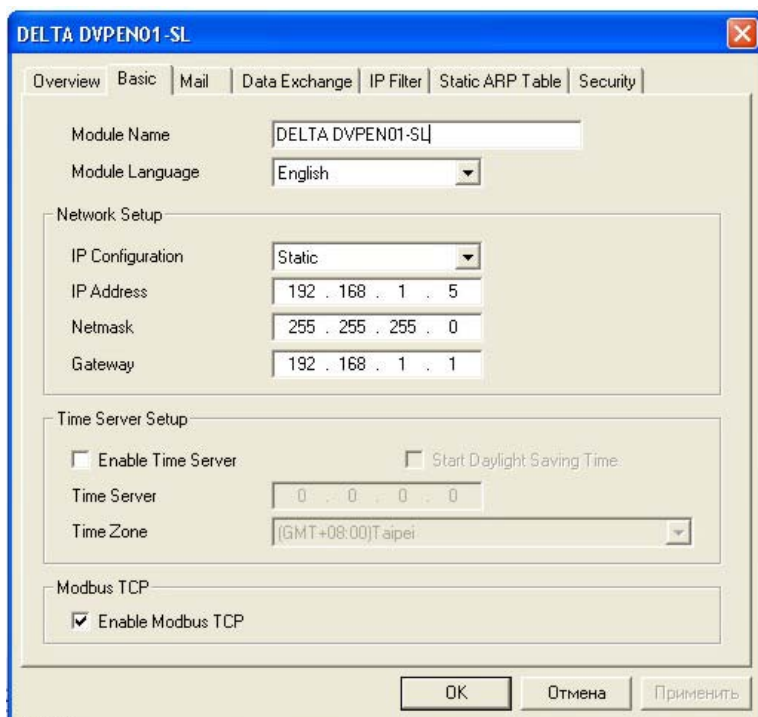 DELTA DVPEN01-SL
Overview Basic Mail Data Exchange IP Filter Static ARP Table Security
Module Name DELTA DVPEN01-SL
Module Language English
Network Setup
IP Configuration Static
IP Address 192 . 168 . 1 . 5
Netmask 255 . 255 . 255 . 0
Gateway 192 . 168 . 1 . 1
Time Server Setup
Enable Time Server Start Daylight Saving Time
Time Server 0 . 0 . 0 . 0
Time Zone (GMT+08:00)Taipei
Modbus TCP
Enable Modbus TCP
OK Отмена Применить